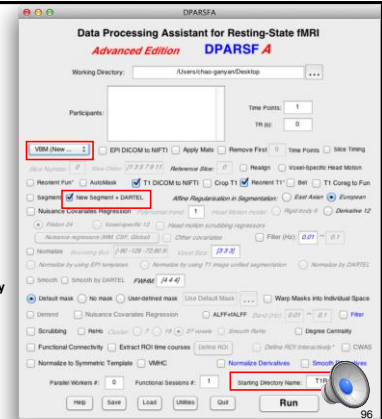 DPARSFA
Data Processing Assistant for Resting-State fMRI
Advanced Edition DPARSF A
Working Directory: /Users/chao-ganyan/Desktop ...
Participants:
Time Points: 1
TR (s): 0
VBM (New ... EPI DICOM to NIFTI Apply Mats Remove First 0 Time Points Slice Timing
Slice Number: 0 Slice Order: [1 3 5 7 9 11 Reference Slice: 0 Realign Voxel-Specific Head Motion
Reorient Fun* AutoMask T1 DICOM to NIFTI Crop T1 Reorient T1* Bet T1 Coreg to Fun
Segment New Segment + DARTEL Affine Regularisation in Segmentation: East Asian European
Nuisance Covariates Regression Polynomial trend: 1 Head Motion model: Rigid-body 6 Derivative 12
Friston 24 Voxel-specific 12 Head motion scrubbing regressors
Nuisance regressors (WM, CSF, Global) Other covariates Filter (Hz): 0.01 ~ 0.1
Normalize Bounding Box: [-90 -126 -72;90 9 Voxel Size: [3 3 3]
Normalize by using EPI templates Normalize by using T1 image unified segmentation Normalize by DARTEL
Smooth Smooth by DARTEL FWHM: [4 4 4]
y
Default mask No mask User-defined mask Use Default Mask ... Warp Masks into Individual Space
Detrend Nuisance Covariates Regression ALFF+fALFF Band (Hz): 0.01 ~ 0.1 Filter
Scrubbing ReHo Cluster 7 19 27 voxels Smooth ReHo Degree Centrality
Functional Connectivity Extract ROI time courses Define ROI Define ROI Interactively* CWAS
Normalize to Symmetric Template VMHC Normalize Derivatives Smooth
Parallel Workers #: 0 Functional Sessions #: 1 Starting Directory Name: T1R
Help Save Load Utilities Quit Run
96